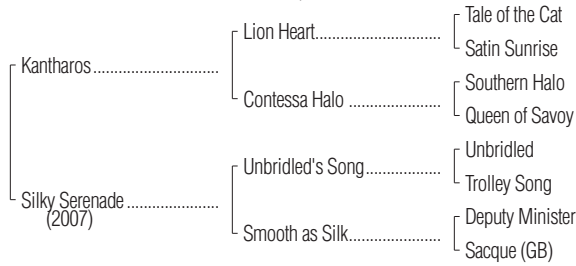 Tale of the Cat
Lion Heart..............................
Satin Sunrise
Kantharos..............................
Southern Halo
Contessa Halo ......................
Queen of Savoy
Unbridled
Unbridled's Song..................
Trolley Song
Silky Serenade .....................
(2007)
Deputy Minister
Smooth as Silk......................
Sacque (GB)